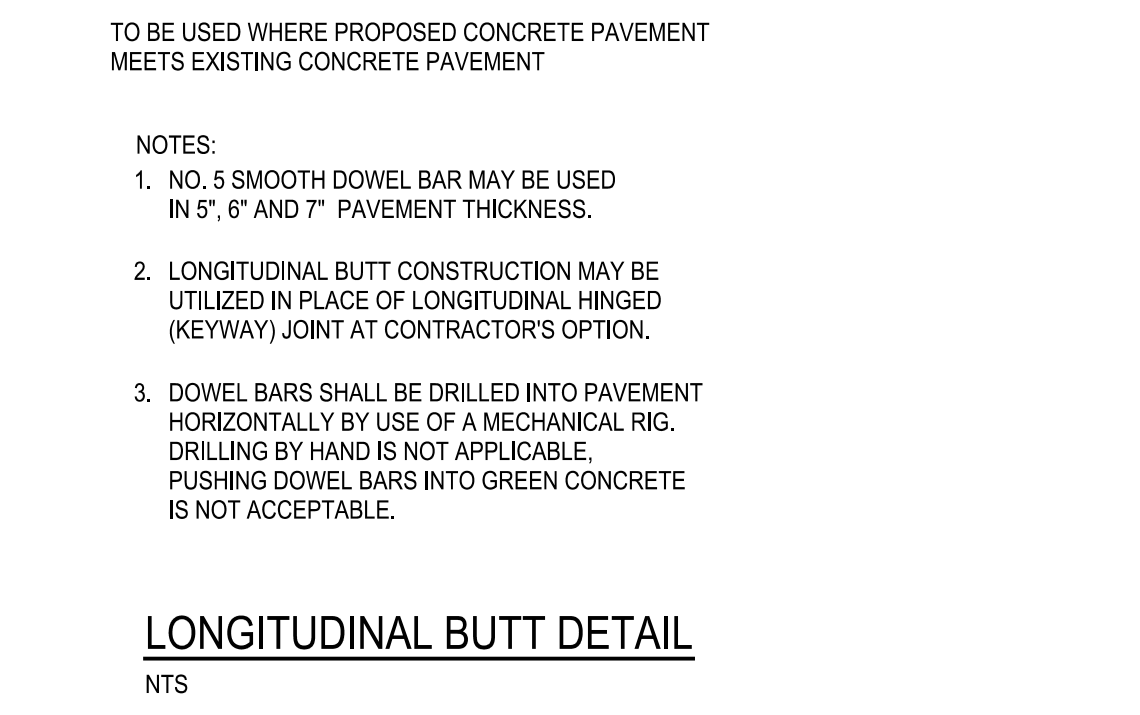 TO BE USED WHERE PROPOSED CONCRETE PAVEMENT
MEETS EXISTING CONCRETE PAVEMENT
NOTES:
1. NO. 5 SMOOTH DOWEL BAR MAY BE USED
IN 5", 6" AND 7" PAVEMENT THICKNESS.
2. LONGITUDINAL BUTT CONSTRUCTION MAY BE
UTILIZED IN PLACE OF LONGITUDINAL HINGED
(KEYWAY) JOINT AT CONTRACTOR'S OPTION.
3. DOWEL BARS SHALL BE DRILLED INTO PAVEMENT
HORIZONTALLY BY USE OF A MECHANICAL RIG.
DRILLING BY HAND IS NOT APPLICABLE,
PUSHING DOWEL BARS INTO GREEN CONCRETE
IS NOT ACCEPTABLE.
LONGITUDINAL BUTT DETAIL
NTS